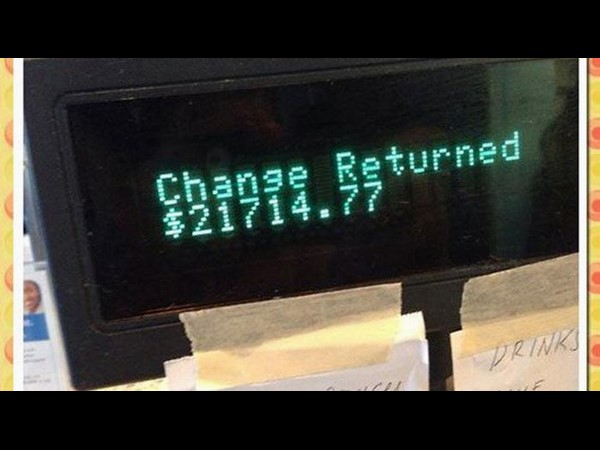 Change Returned
$21714.77
DRINKS